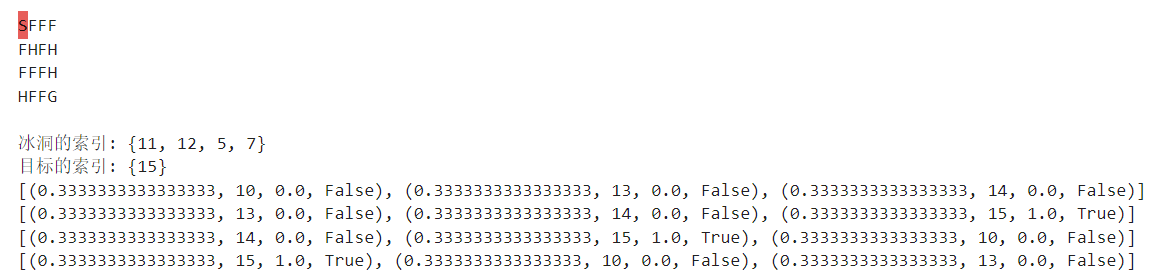 SFFF
FHFH
FFFH
HFFG
冰洞的索引: {11, 12, 5, 7}
目标的索引: {15}
[(0.3333333333333333, 10, 0.0, False), (0.3333333333333333, 13, 0.0, False), (0.3333333333333333, 14, 0.0, False)]
[(0.3333333333333333, 13, 0.0, False), (0.3333333333333333, 14, 0.0, False), (0.3333333333333333, 15, 1.0, True)]
[(0.3333333333333333, 14, 0.0, False), (0.3333333333333333, 15, 1.0, True), (0.3333333333333333, 10, 0.0, False)]
[(0.3333333333333333, 15, 1.0, True), (0.3333333333333333, 10, 0.0, False), (0.3333333333333333, 13, 0.0, False)]